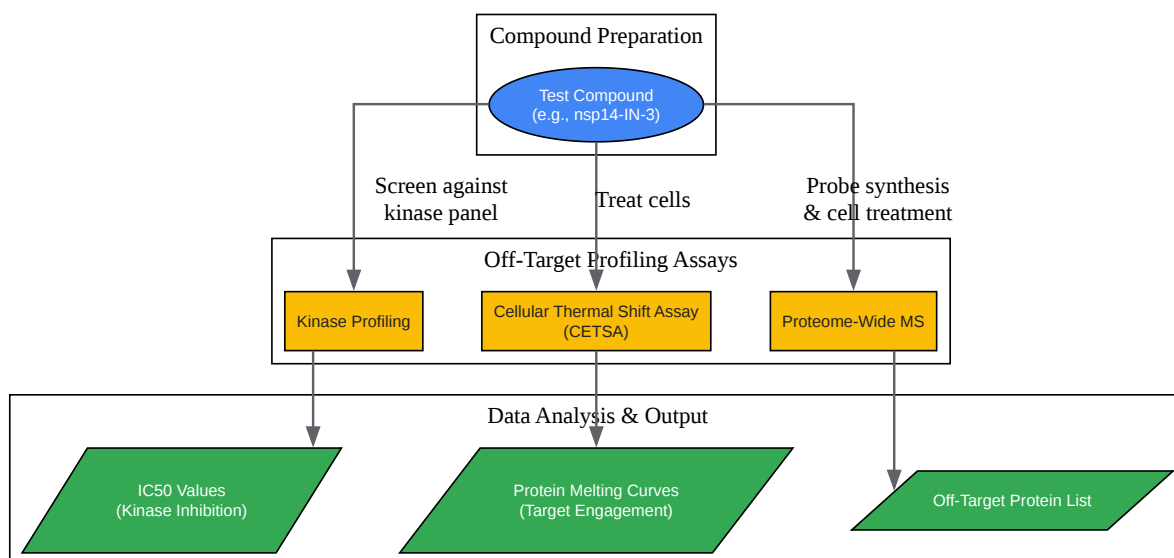 Compound Preparation
Test Compound
(e.g., nsp14-IN-3)
Screen against
kinase panel
Treat cells
Probe synthesis
& cell treatment
Off-Target Profiling Assays
Kinase Profiling
Cellular Thermal Shift Assay
(CETSA)
Proteome-Wide MS
Data Analysis & Output
IC50 Values
(Kinase Inhibition)
Protein Melting Curves
(Target Engagement)
Off-Target Protein List